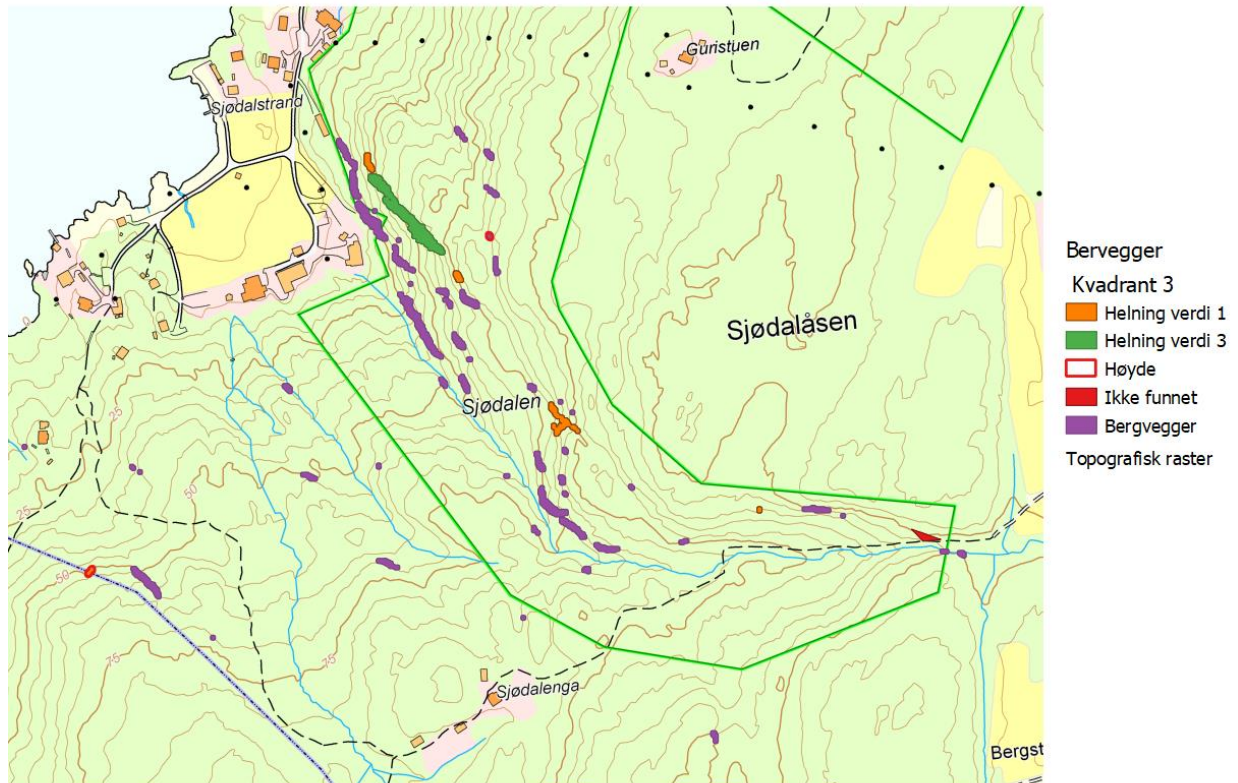 Guristuen
Sjødalstrand
Sjødalåsen
Sjødalen
25
50
25
50
75
75
Sjødalenga
Bergst
Bervegger
Kvadrant 3
Helning verdi 1
Helning verdi 3
Høyde
Ikke funnet
Bergvegger
Topografisk raster